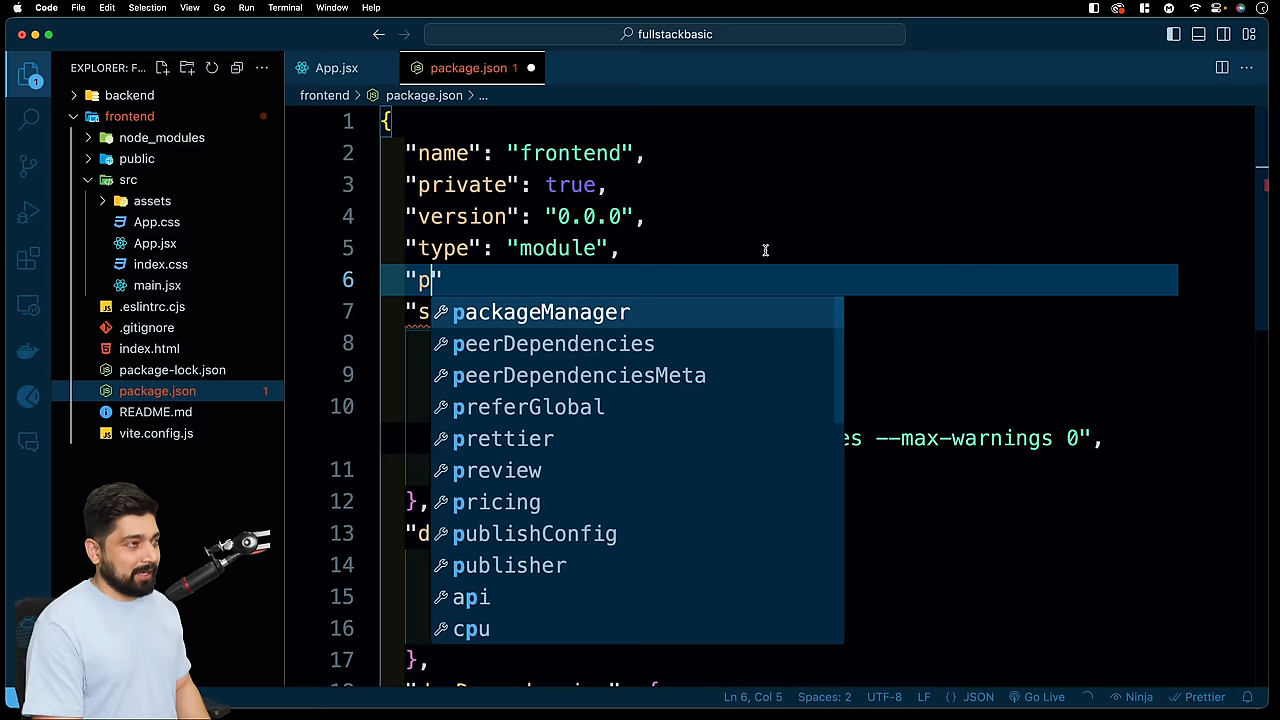 Code File Edit Selection View Go Run Terminal Window Help
fullstackbasic
EXPLORER: F...
App.jsx
package.json 1
frontend > package.json > ...
backend
frontend
node_modules
public
src
assets
App.css
App.jsx
index.css
main.jsx
.eslintrc.cjs
.gitignore
index.html
package-lock.json
package.json 1
README.md
vite.config.js
1
1 {
2 "name": "frontend",
3 "private": true,
4 "version": "0.0.0",
5 "type": "module",
6 "p"
7 "s
8
9
10
es --max-warnings 0",
11
12 },
13 "d
14
15
16
17 },
packageManager
peerDependencies
peerDependenciesMeta
preferGlobal
prettier
preview
pricing
publishConfig
publisher
api
cpu
Ln 6, Col 5 Spaces: 2 UTF-8 LF {} JSON Go Live Ninja Prettier